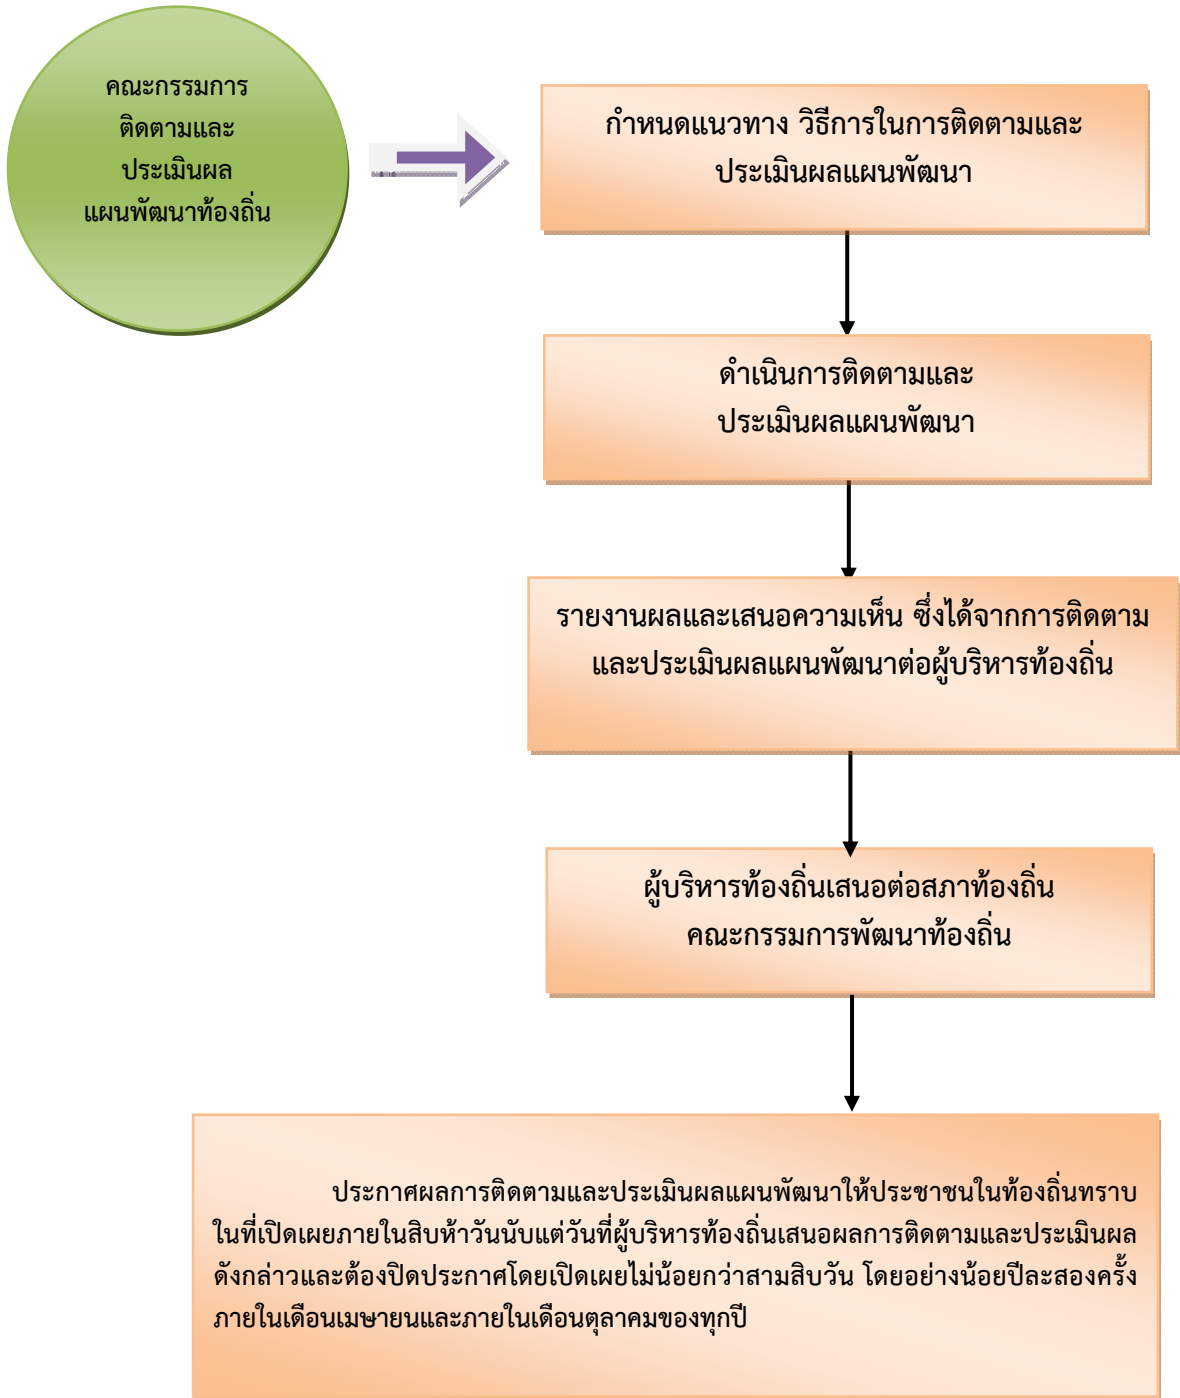 คณะกรรมการ
ติดตามและ
ประเมินผล
แผนพัฒนาท้องถิ่น
กำหนดแนวทาง วิธีการในการติดตามและ
ประเมินผลแผนพัฒนา
ดำเนินการติดตามและ
ประเมินผลแผนพัฒนา
รายงานผลและเสนอความเห็น ซึ่งได้จากการติดตาม
และประเมินผลแผนพัฒนาต่อผู้บริหารท้องถิ่น
ผู้บริหารท้องถิ่นเสนอต่อสภาท้องถิ่น
คณะกรรมการพัฒนาท้องถิ่น
ประกาศผลการติดตามและประเมินผลแผนพัฒนาให้ประชาชนในท้องถิ่นทราบ
ในที่เปิดเผยภายในสิบห้าวันนับแต่วันที่ผู้บริหารท้องถิ่นเสนอผลการติดตามและประเมินผล
ดังกล่าวและต้องปิดประกาศโดยเปิดเผยไม่น้อยกว่าสามสิบวัน โดยอย่างน้อยปีละสองครั้ง
ภายในเดือนเมษายนและภายในเดือนตุลาคมของทุกปี